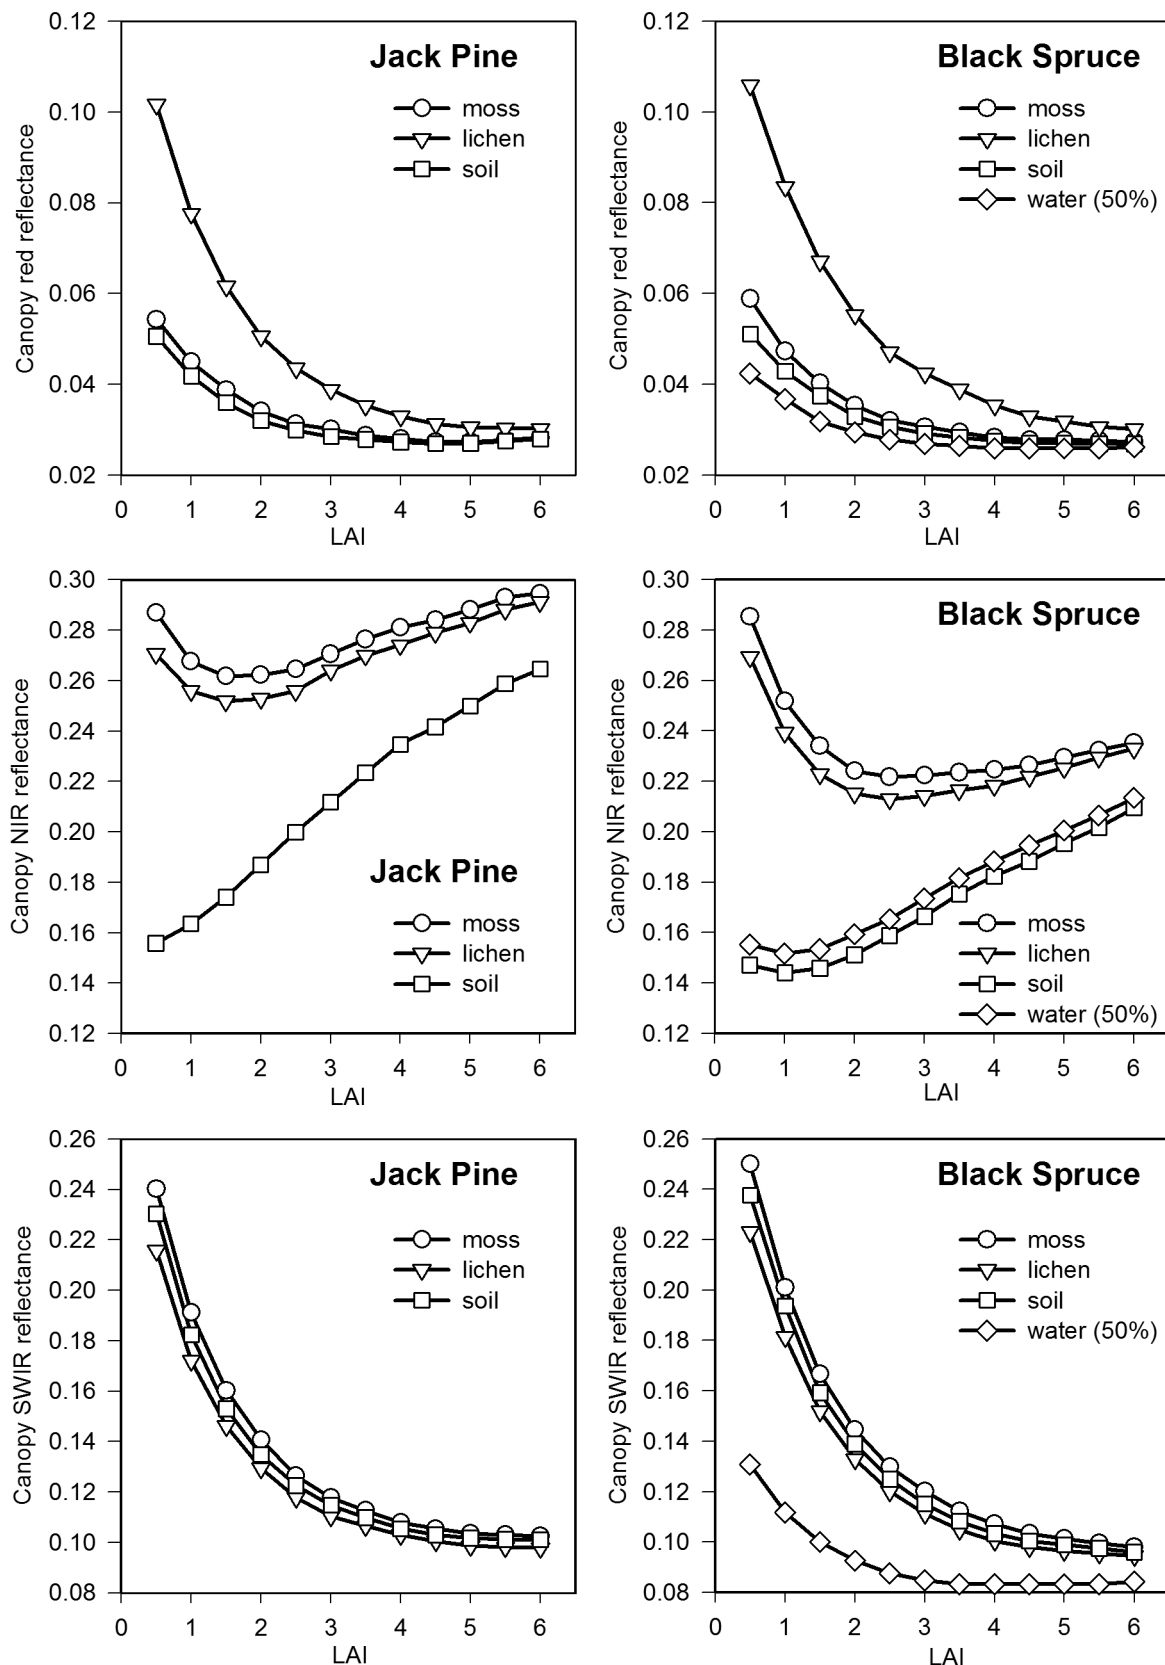 Canopy red reflectance
0.12
0.10
0.08
0.06
0.04
0.02
Jack Pine
moss
lichen
soil
0 1 2 3 4 5 6
LAI
Canopy red reflectance
0.12
0.10
0.08
0.06
0.04
0.02
Black Spruce
moss
lichen
soil
water (50%)
0 1 2 3 4 5 6
LAI
Canopy NIR reflectance
0.30
0.28
0.26
0.24
0.22
0.20
0.18
0.16
0.14
0.12
Jack Pine
moss
lichen
soil
0 1 2 3 4 5 6
LAI
Canopy NIR reflectance
0.30
0.28
0.26
0.24
0.22
0.20
0.18
0.16
0.14
0.12
Black Spruce
moss
lichen
soil
water (50%)
0 1 2 3 4 5 6
LAI
Canopy SWIR reflectance
0.26
0.24
0.22
0.20
0.18
0.16
0.14
0.12
0.10
0.08
Jack Pine
moss
lichen
soil
0 1 2 3 4 5 6
LAI
Canopy SWIR reflectance
0.26
0.24
0.22
0.20
0.18
0.16
0.14
0.12
0.10
0.08
Black Spruce
moss
lichen
soil
water (50%)
0 1 2 3 4 5 6
LAI